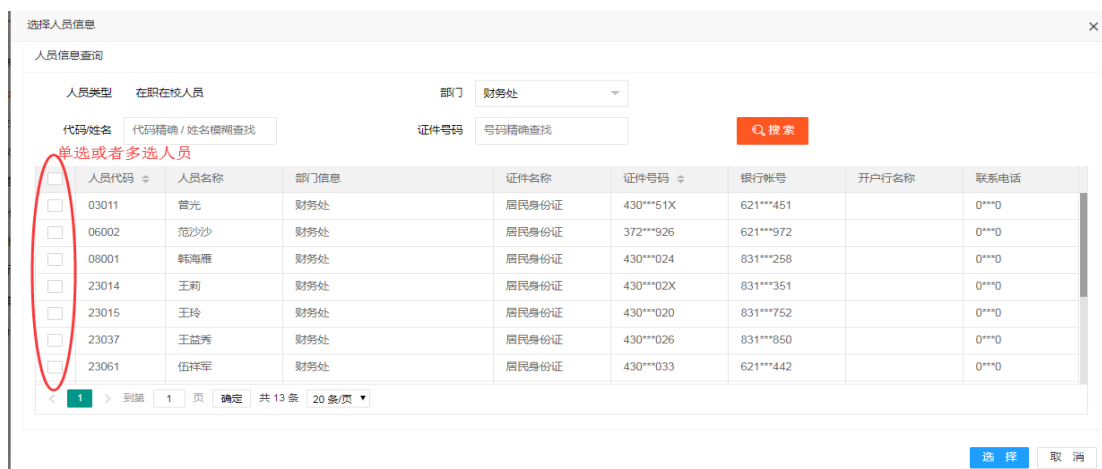 选择人员信息 ×
人员信息查询
人员类型 在职在校人员 部门 财务处
代码/姓名 代码精确 / 姓名模糊查找 证件号码 号码精确查找 搜索
单选或者多选人员
人员代码 人员名称 部门信息 证件名称 证件号码 银行帐号 开户行名称 联系电话
03011 曾光 财务处 居民身份证 430***51X 621***451 0***0
06002 范沙沙 财务处 居民身份证 372***926 621***972 0***0
08001 韩海雁 财务处 居民身份证 430***024 831***258 0***0
23014 王莉 财务处 居民身份证 430***02X 831***351 0***0
23015 王玲 财务处 居民身份证 430***020 831***752 0***0
23037 王益秀 财务处 居民身份证 430***026 831***850 0***0
23061 伍祥军 财务处 居民身份证 430***033 621***442 0***0
< 1 > 到第 1 页 确定 共 13 条 20 条/页
选 择 取 消